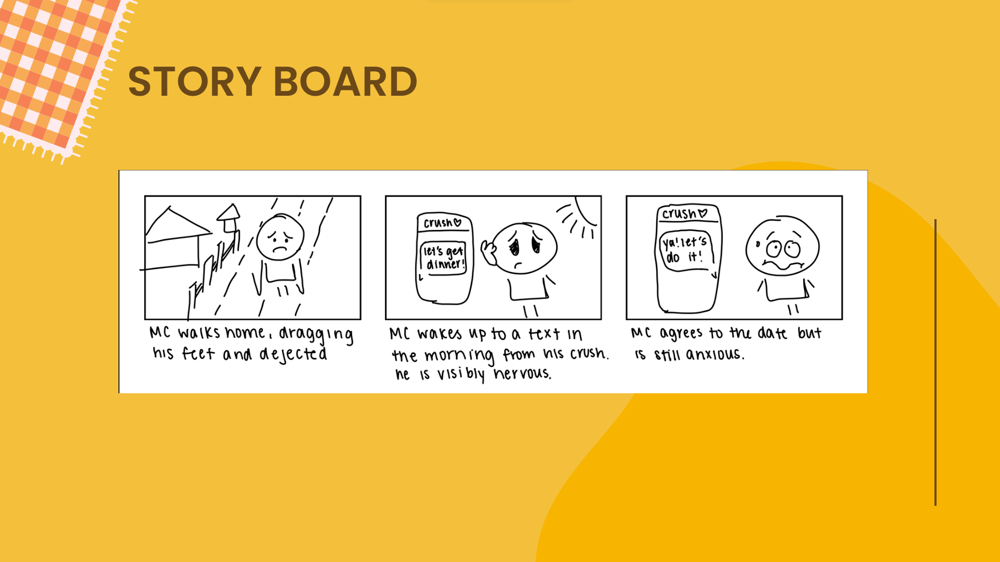 STORY BOARD
crush♡
let's get
dinner!
crush♡
ya! let's
do it!
MC walks home, dragging
his feet and dejected
MC wakes up to a text in
the morning from his crush.
he is visibly nervous.
MC agrees to the date but
is still anxious.